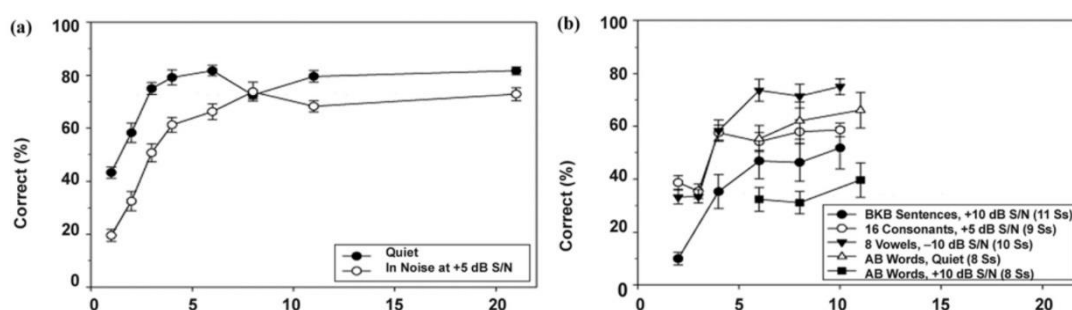 (a)
100
80
60
40
20
0
Correct (%)
Quiet
In Noise at +5 dB S/N
0 5 10 15 20
(b)
100
80
60
40
20
0
Correct (%)
BKB Sentences, +10 dB S/N (11 Ss)
16 Consonants, +5 dB S/N (9 Ss)
8 Vowels, –10 dB S/N (10 Ss)
AB Words, Quiet (8 Ss)
AB Words, +10 dB S/N (8 Ss)
0 5 10 15 20